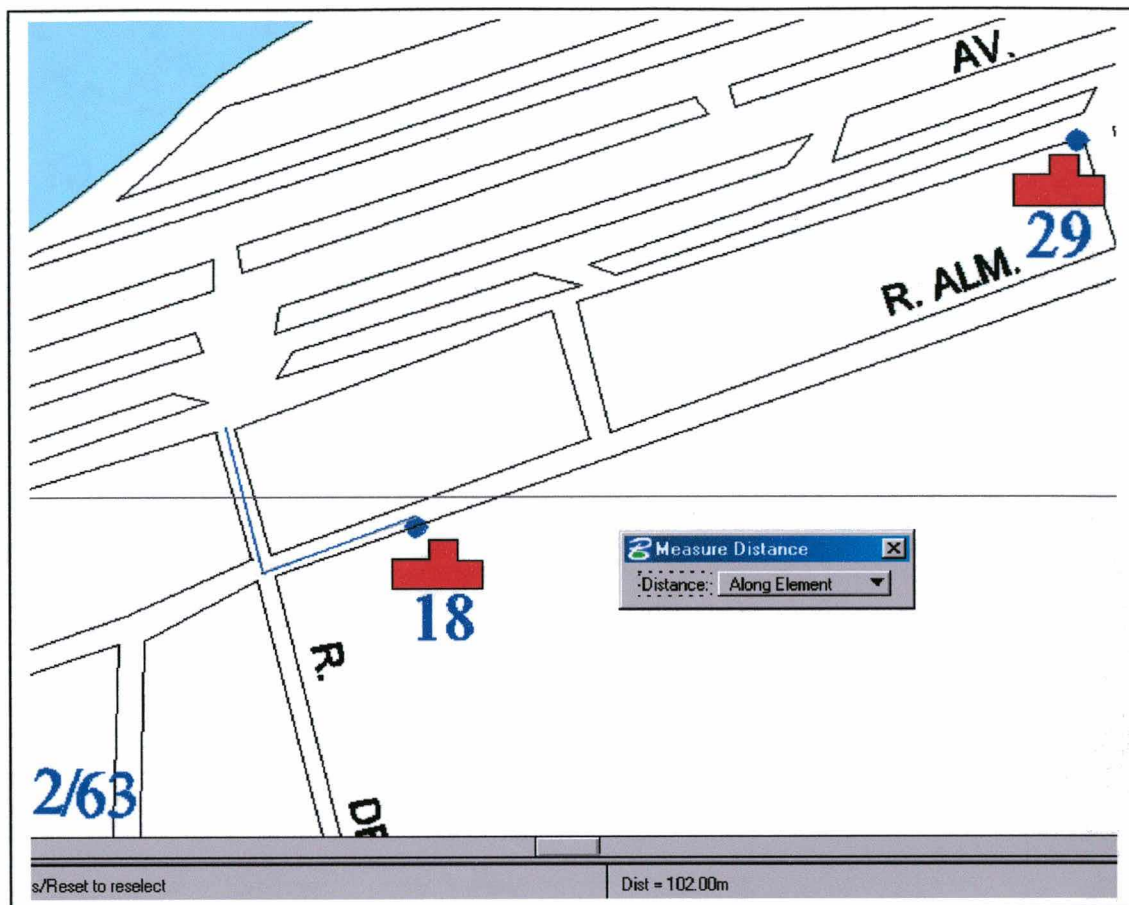 AV.
29
R. ALM.
Measure Distance
Distance: Along Element
18
R.
2/63
s/Reset to reselect
Dist = 102.00m